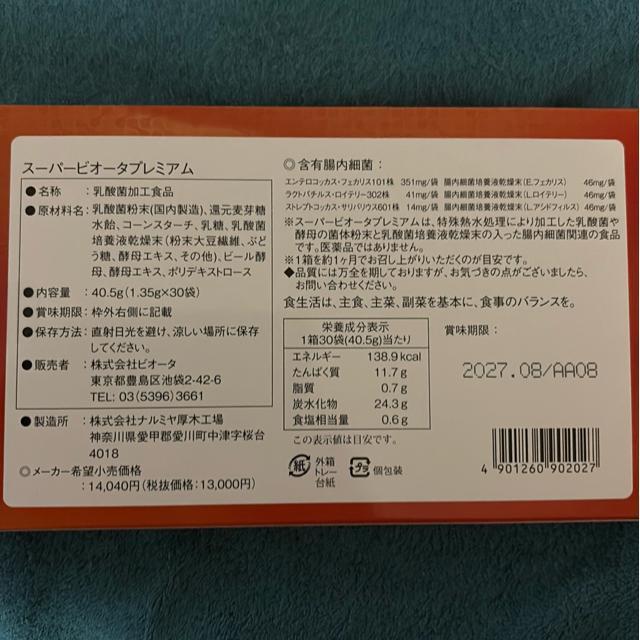 スーパービオータプレミアム
●名称 ：乳酸菌加工食品
●原材料名：乳酸菌粉末(国内製造)、還元麦芽糖
水飴、コーンスターチ、乳糖、乳酸菌
培養液乾燥末(粉末大豆繊維、ぶど
う糖、酵母エキス、その他)、ビール酵
母、酵母エキス、ポリデキストロース
●内容量 ：40.5g(1.35g×30袋)
●賞味期限：枠外右側に記載
●保存方法：直射日光を避け、涼しい場所に保存
してください。
●販売者 ：株式会社ビオータ
東京都豊島区池袋2-42-6
TEL: 03(5396)3661
●製造所 ：株式会社ナルミヤ厚木工場
神奈川県愛甲郡愛川町中津字桜台
4018
◎メーカー希望小売価格
：14,040円(税抜価格：13,000円)
◎含有腸内細菌：
エンテロコッカス・フェカリス101株 351mg/袋 腸内細菌培養液乾燥末(E.フェカリス) 46mg/袋
ラクトバチルス・ロイテリー302株 41mg/袋 腸内細菌培養液乾燥末(L.ロイテリー) 46mg/袋
ストレプトコッカス・サリバリウス601株 14mg/袋 腸内細菌培養液乾燥末(L.アシドフィルス) 46mg/袋
※スーパービオータプレミアムは、特殊熱水処理により加工した乳酸菌や
酵母の菌体粉末と乳酸菌培養液乾燥末の入った腸内細菌関連の食品
です。医薬品ではありません。
※1箱を約1ヶ月でお召し上がりいただくのが目安です。
◆品質には万全を期しておりますが、お気づきの点がございましたら、
お問い合わせください。
食生活は、主食、主菜、副菜を基本に、食事のバランスを。
栄養成分表示
1箱30袋(40.5g)当たり
エネルギー 138.9kcal
たんぱく質 11.7g
脂質 0.7g
炭水化物 24.3g
食塩相当量 0.6g
この表示値は目安です。
賞味期限：
2027.08/AA08
紙 外箱
トレー
台紙
プラ 個包装
4 901260 902027